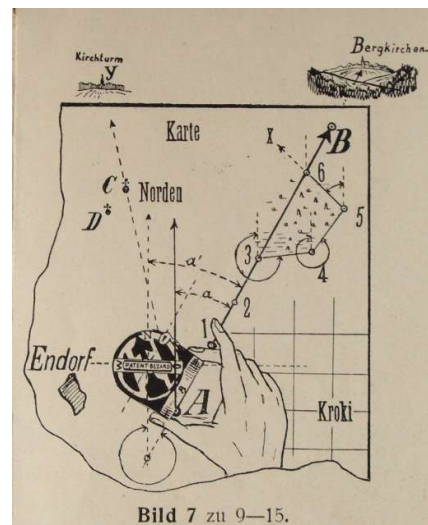 Kirchturm
y
Bergkirchen
Karte
B
X
6
C
D
Norden
5
a
3
4
a
2
1
N
PATENT BEZARD
Endorf
A
Kroki
Bild 7 zu 9—15.